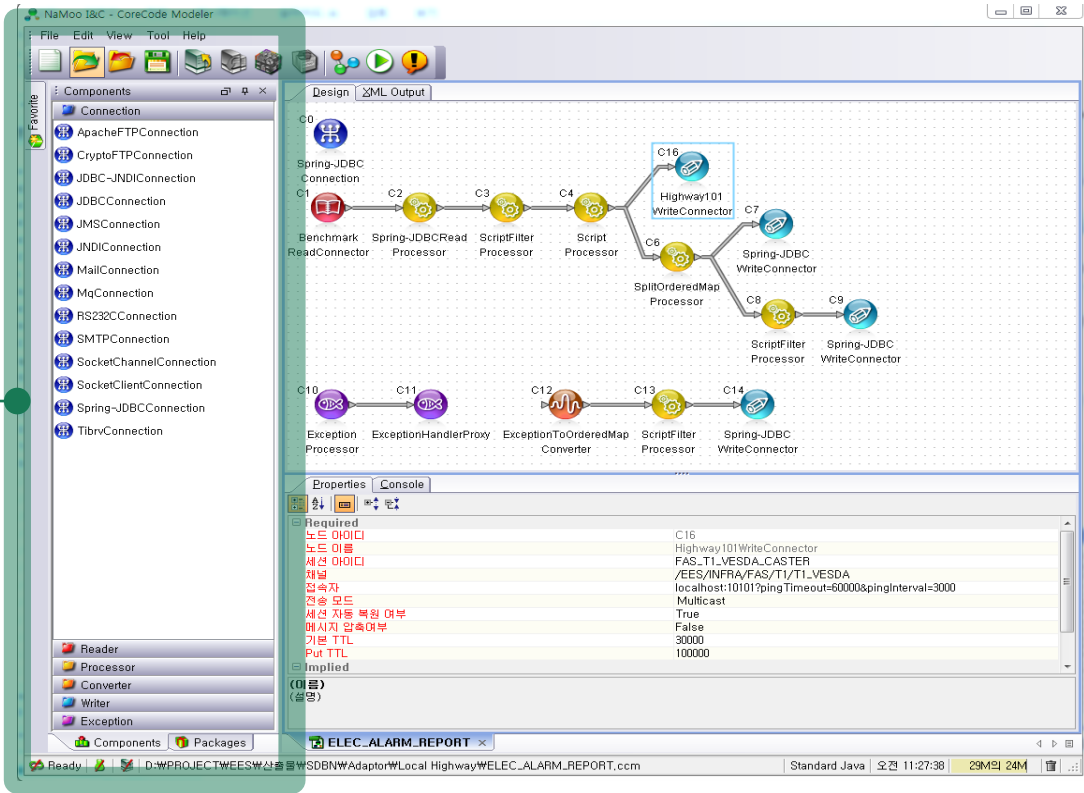 NaMoo I&C - CoreCode Modeler
File Edit View Tool Help
Favorite
Components
Connection
ApacheFTPConnection
CryptoFTPConnection
JDBC-JNDIConnection
JDBCConnection
JMSConnection
JNDIConnection
MailConnection
MqConnection
RS232CConnection
SMTPConnection
SocketChannelConnection
SocketClientConnection
Spring-JDBCConnection
TibrvConnection
Reader
Processor
Converter
Writer
Exception
Components Packages
Design XML Output
C0
Spring-JDBC
Connection
C1
Benchmark
ReadConnector
C2
Spring-JDBCRead
Processor
C3
ScriptFilter
Processor
C4
Script
Processor
C16
Highway101
WriteConnector
C6
SplitOrderedMap
Processor
C7
Spring-JDBC
WriteConnector
C8
ScriptFilter
Processor
C9
Spring-JDBC
WriteConnector
C10
Exception
Processor
C11
ExceptionHandlerProxy
C12
ExceptionToOrderedMap
Converter
C13
ScriptFilter
Processor
C14
Spring-JDBC
WriteConnector
Properties Console
Required
노드 아이디 C16
노드 이름 Highway101WriteConnector
세션 아이디 FAS_T1_VESDA_CASTER
채널 /EES/INFRA/FAS/T1/T1_VESDA
접속자 localhost:10101?pingTimeout=60000&pingInterval=3000
전송 모드 Multicast
세션 자동 복원 여부 True
메시지 압축여부 False
기본 TTL 30000
Put TTL 100000
Implied
(이름)
(설명)
ELEC_ALARM_REPORT
Ready D:₩PROJECT₩EES₩산출물₩SDBN₩Adaptor₩Local Highway₩ELEC_ALARM_REPORT.ccm Standard Java 오전 11:27:38 29M의 24M